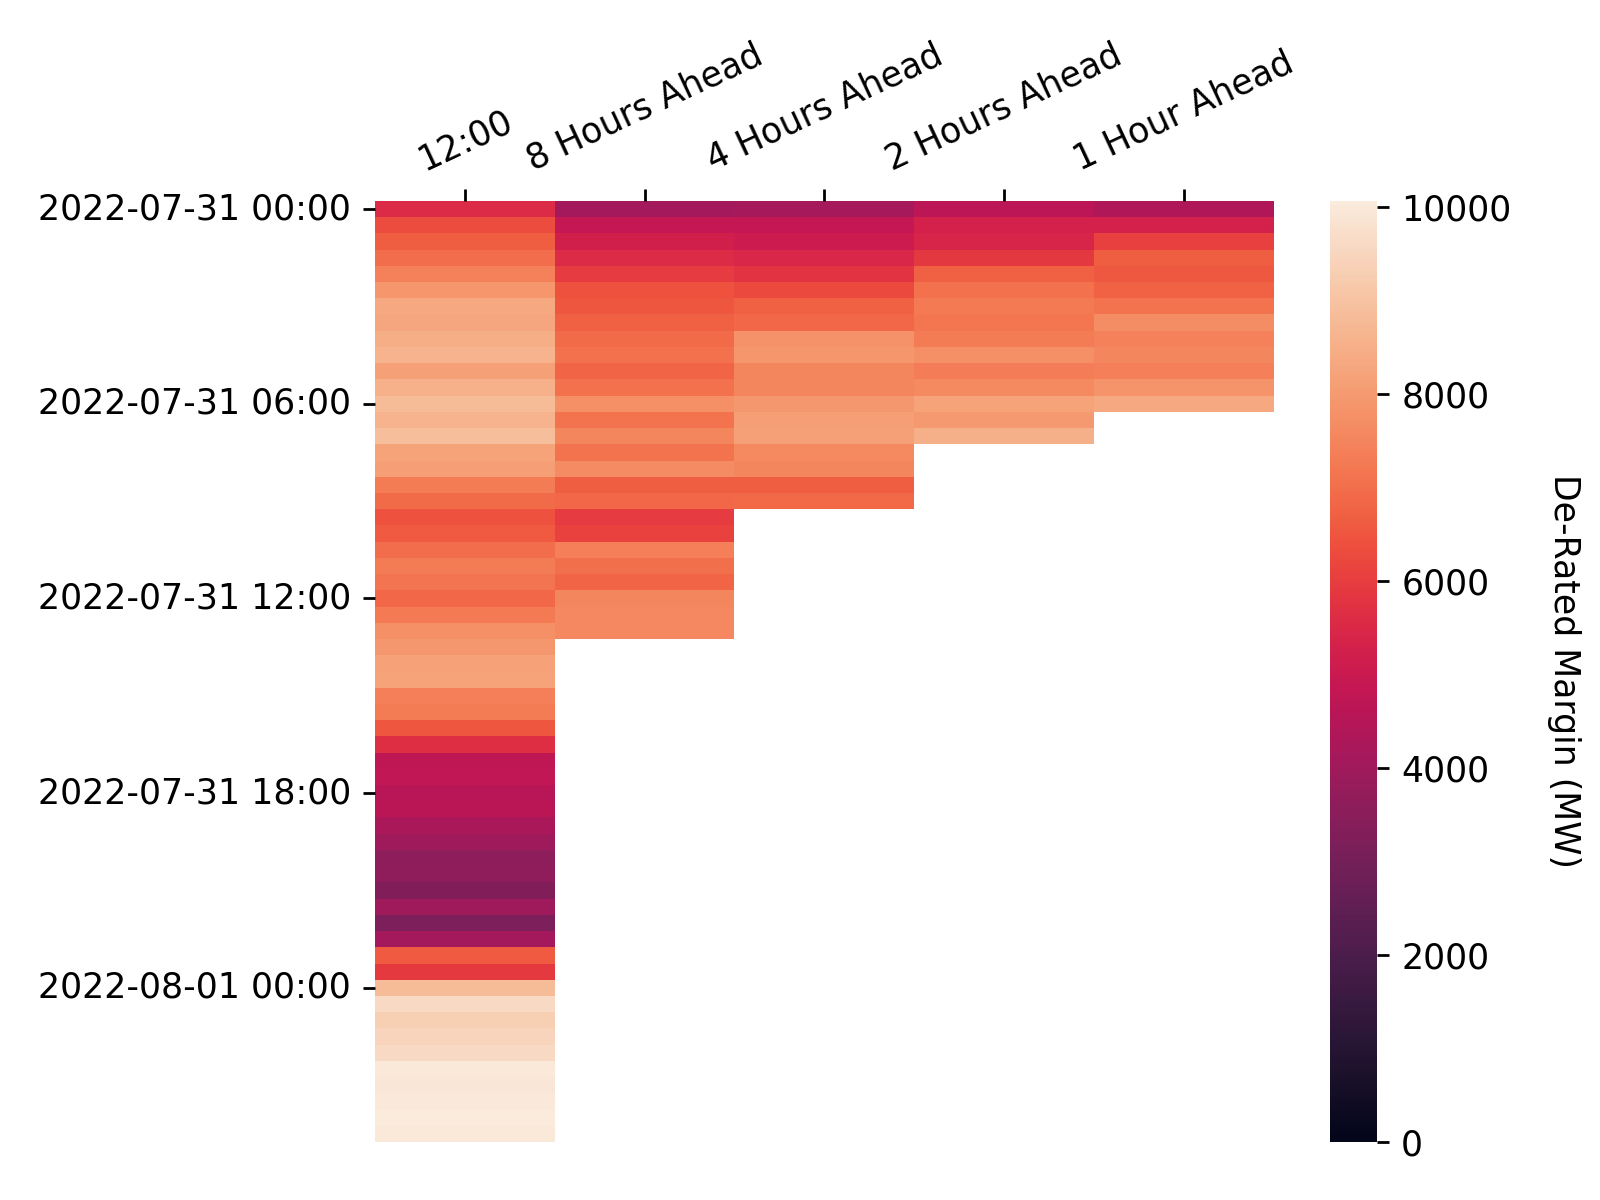 12:00
8 Hours Ahead
4 Hours Ahead
2 Hours Ahead
1 Hour Ahead
2022-07-31 00:00
2022-07-31 06:00
2022-07-31 12:00
2022-07-31 18:00
2022-08-01 00:00
10000
8000
6000
4000
2000
0
De-Rated Margin (MW)